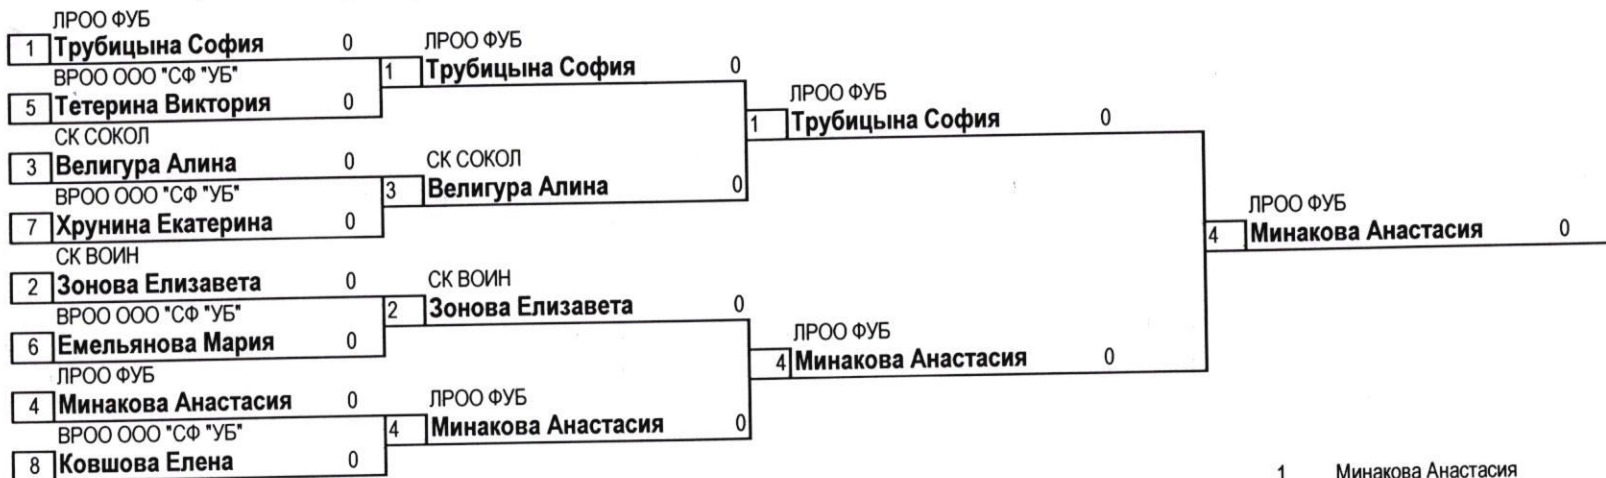 ЛРОО ФУБ
1 Трубицына София 0
ВРОО ООО "СФ "УБ"
5 Тетерина Виктория 0
СК СОКОЛ
3 Велигура Алина 0
ВРОО ООО "СФ "УБ"
7 Хрунина Екатерина 0
СК ВОИН
2 Зонова Елизавета 0
ВРОО ООО "СФ "УБ"
6 Емельянова Мария 0
ЛРОО ФУБ
4 Минакова Анастасия 0
ВРОО ООО "СФ "УБ"
8 Ковшова Елена 0
ЛРОО ФУБ
1 Трубицына София 0
СК СОКОЛ
3 Велигура Алина 0
СК ВОИН
2 Зонова Елизавета 0
ЛРОО ФУБ
4 Минакова Анастасия 0
ЛРОО ФУБ
1 Трубицына София 0
ЛРОО ФУБ
4 Минакова Анастасия 0
ЛРОО ФУБ
4 Минакова Анастасия 0
1 Минакова Анастасия